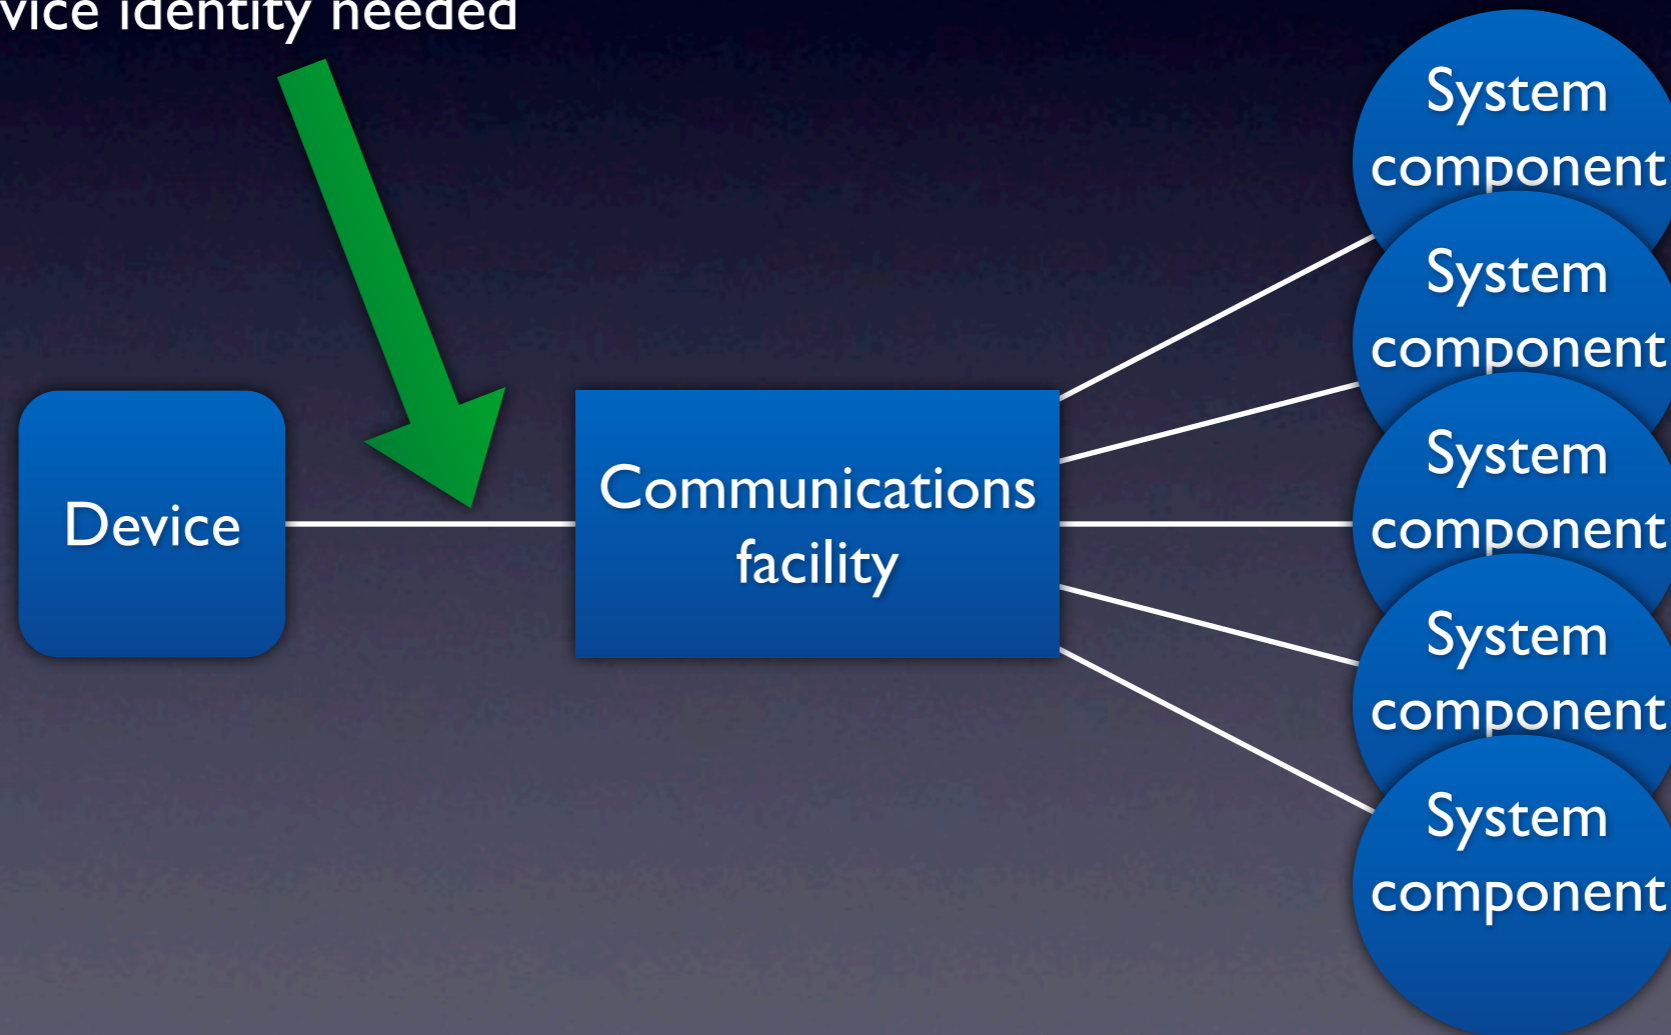 vice identity needed
System
component
System
component
System
component
System
component
System
component
Device
Communications
facility